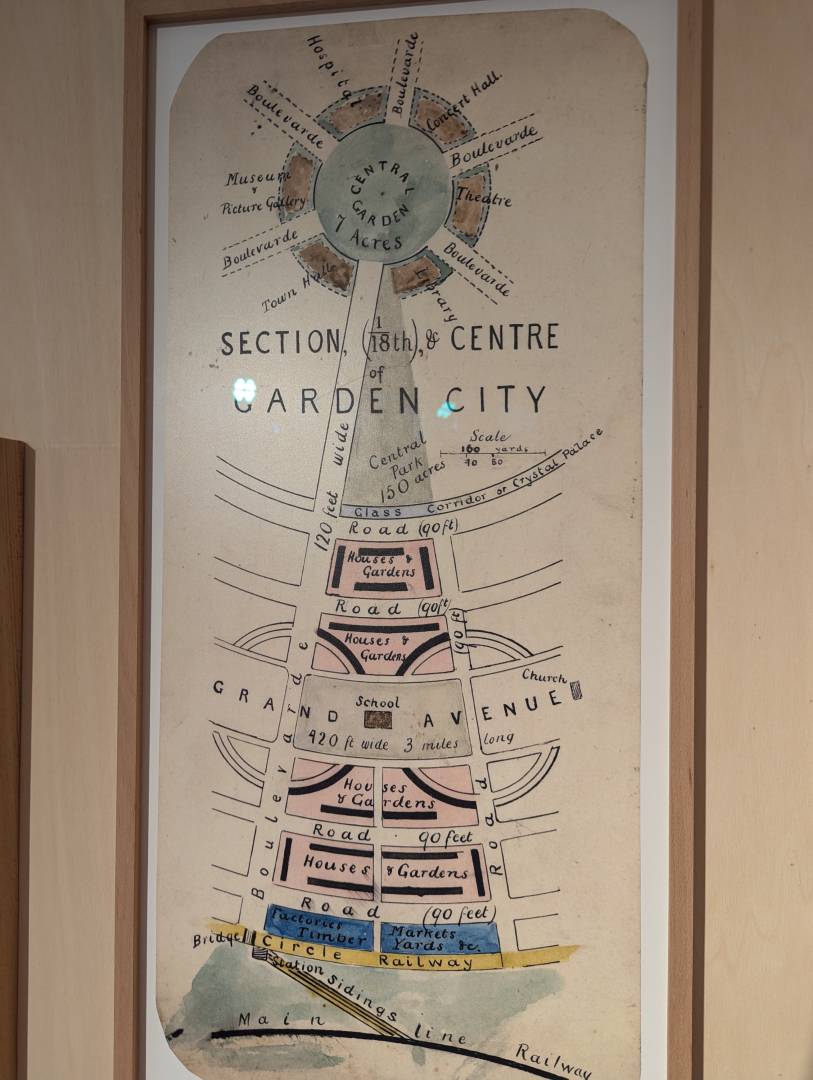 Hospital
Boulevarde
Concert Hall.
Boulevarde
Boulevarde
Museum
&
Picture Gallery
CENTRAL
GARDEN
7 Acres
Theatre
Boulevarde
Boulevarde
Town Hall
Library
SECTION, (1/18th), & CENTRE
of
GARDEN CITY
Scale
160 yards
Central
Park
150 acres
Glass Corridor or Crystal Palace
120 feet wide
Road (90ft)
Houses &
Gardens
Road (90ft)
90 ft
Houses &
Gardens
Church
School
GRAND AVENUE
420 ft wide 3 miles long
Houses
& Gardens
Boulevarde
Road
Road 90feet
Houses & Gardens
Road (90 feet)
Factories
Timber
Markets
Yards &c.
Bridge
Circle Railway
Station
Sidings
Main line Railway